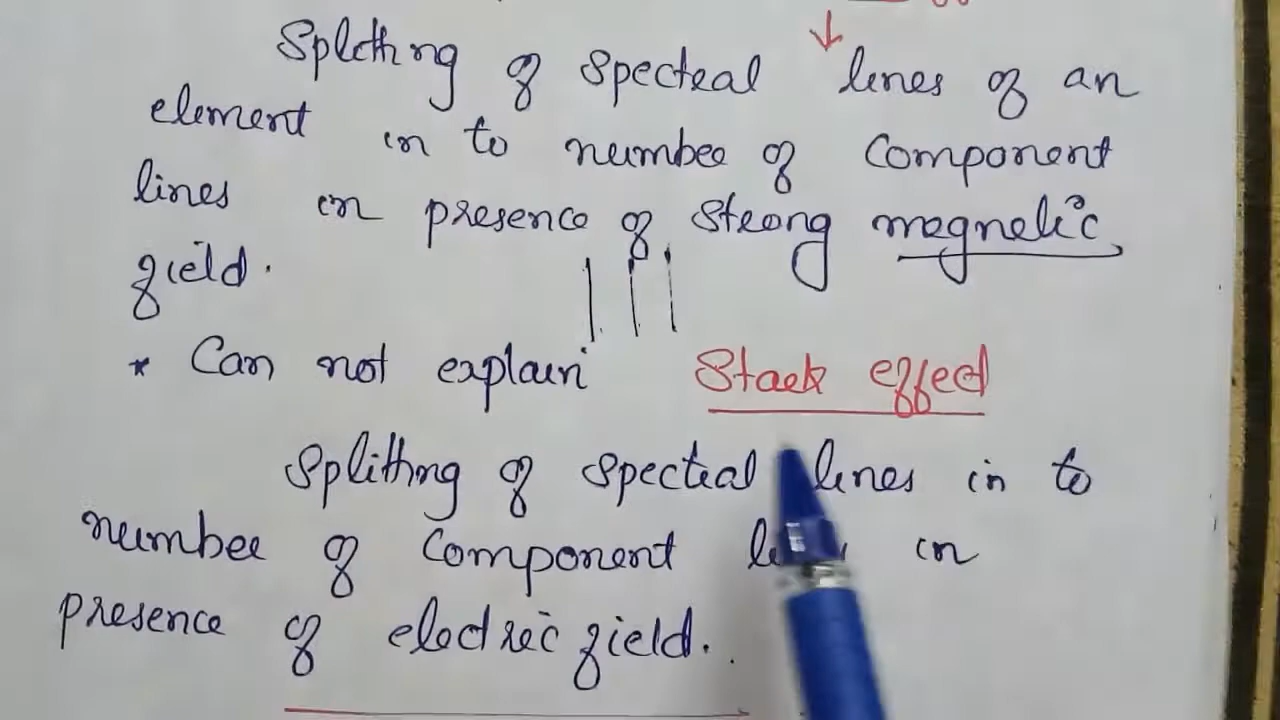 Splitting of spectral lines of an
element in to number of component
lines in presence of strong magnetic
field.
* Can not explain Stark effect
Splitting of spectral lines in to
number of component in
presence of electric field.